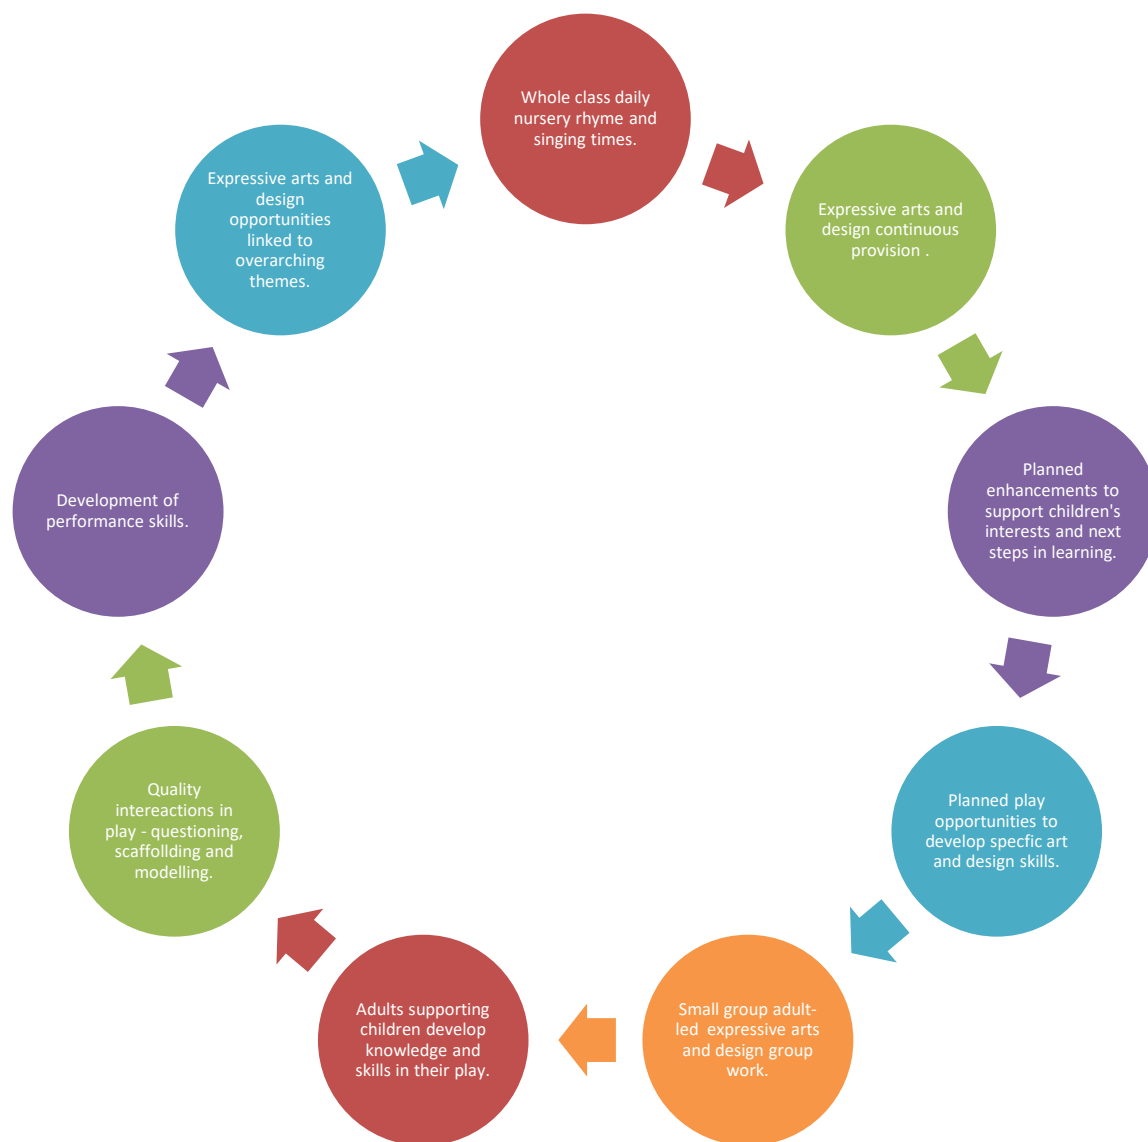 Whole class daily
nursery rhyme and
singing times.
Expressive arts and
design continuous
provision .
Planned
enhancements to
support children's
interests and next
steps in learning.
Planned play
opportunities to
develop specfic art
and design skills.
Small group adult-
led  expressive arts
and design group
work.
Adults supporting
children develop
knowledge and
skills in their play.
Quality
intereactions in
play - questioning,
scaffollding and
modelling.
Development of
performance skills.
Expressive arts and
design
opportunities
linked to
overarching
themes.